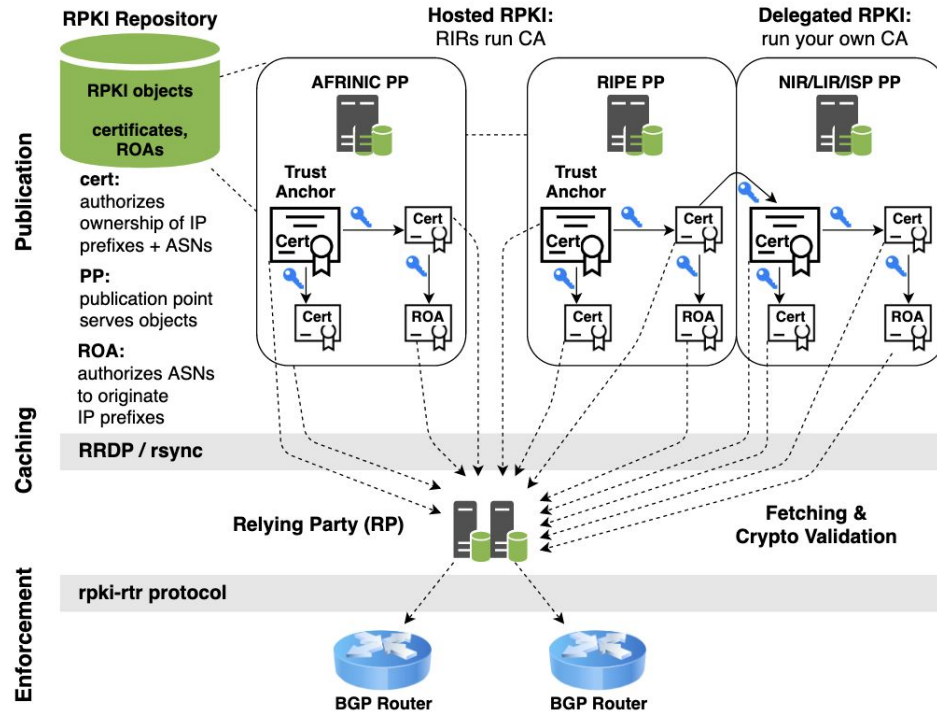 RPKI Repository
Hosted RPKI:
RIRs run CA
Delegated RPKI:
run your own CA
RPKI objects
certificates,
ROAs
AFRINIC PP
RIPE PP
NIR/LIR/ISP PP
Publication
cert:
authorizes
ownership of IP
prefixes + ASNs
PP:
publication point
serves objects
ROA:
authorizes ASNs
to originate
IP prefixes
Trust
Anchor
Cert
Cert
Cert
ROA
Trust
Anchor
Cert
Cert
Cert
ROA
Cert
Cert
Cert
ROA
Caching
RRDP / rsync
Relying Party (RP)
Fetching &
Crypto Validation
Enforcement
rpki-rtr protocol
BGP Router
BGP Router